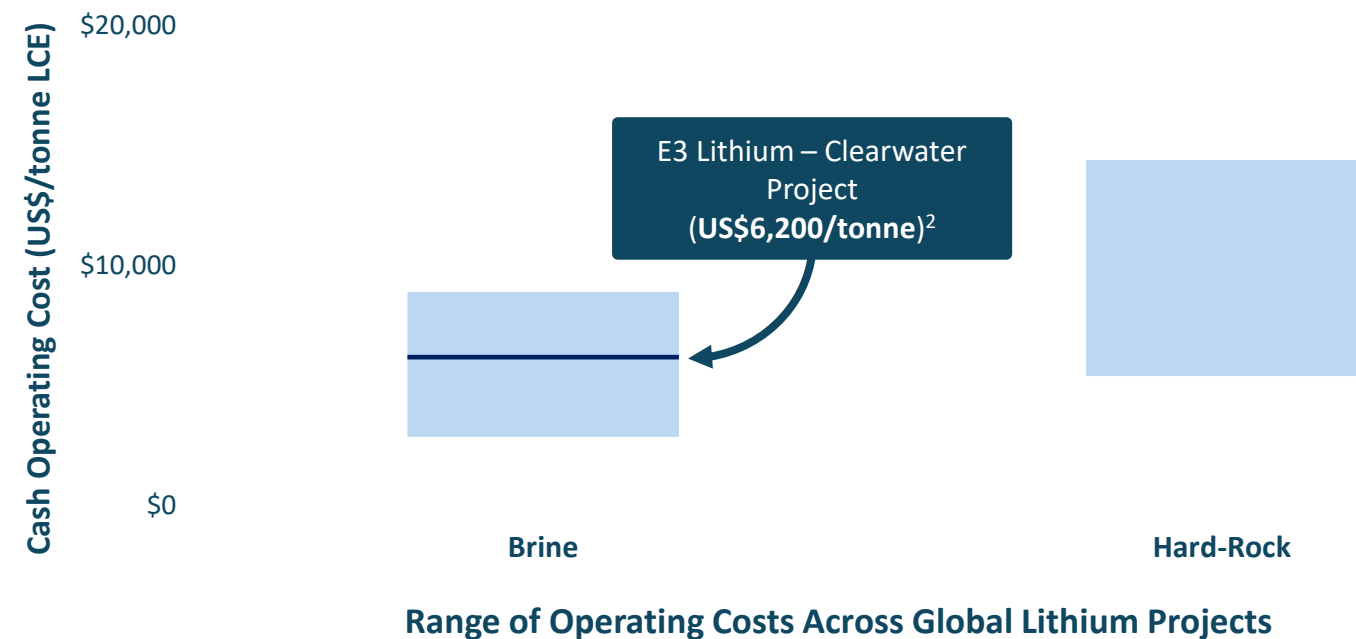 Cash Operating Cost (US$/tonne LCE)
$20,000
$10,000
$0
E3 Lithium – Clearwater
Project
(US$6,200/tonne)²
Brine
Hard-Rock
Range of Operating Costs Across Global Lithium Projects